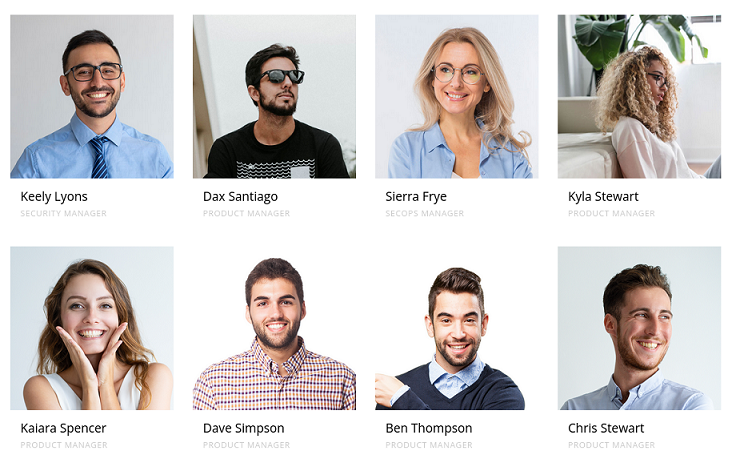 Keely Lyons
SECURITY MANAGER
Dax Santiago
PRODUCT MANAGER
Sierra Frye
SECOPS MANAGER
Kyla Stewart
PRODUCT MANAGER
Kaiara Spencer
PRODUCT MANAGER
Dave Simpson
PRODUCT MANAGER
Ben Thompson
PRODUCT MANAGER
Chris Stewart
PRODUCT MANAGER